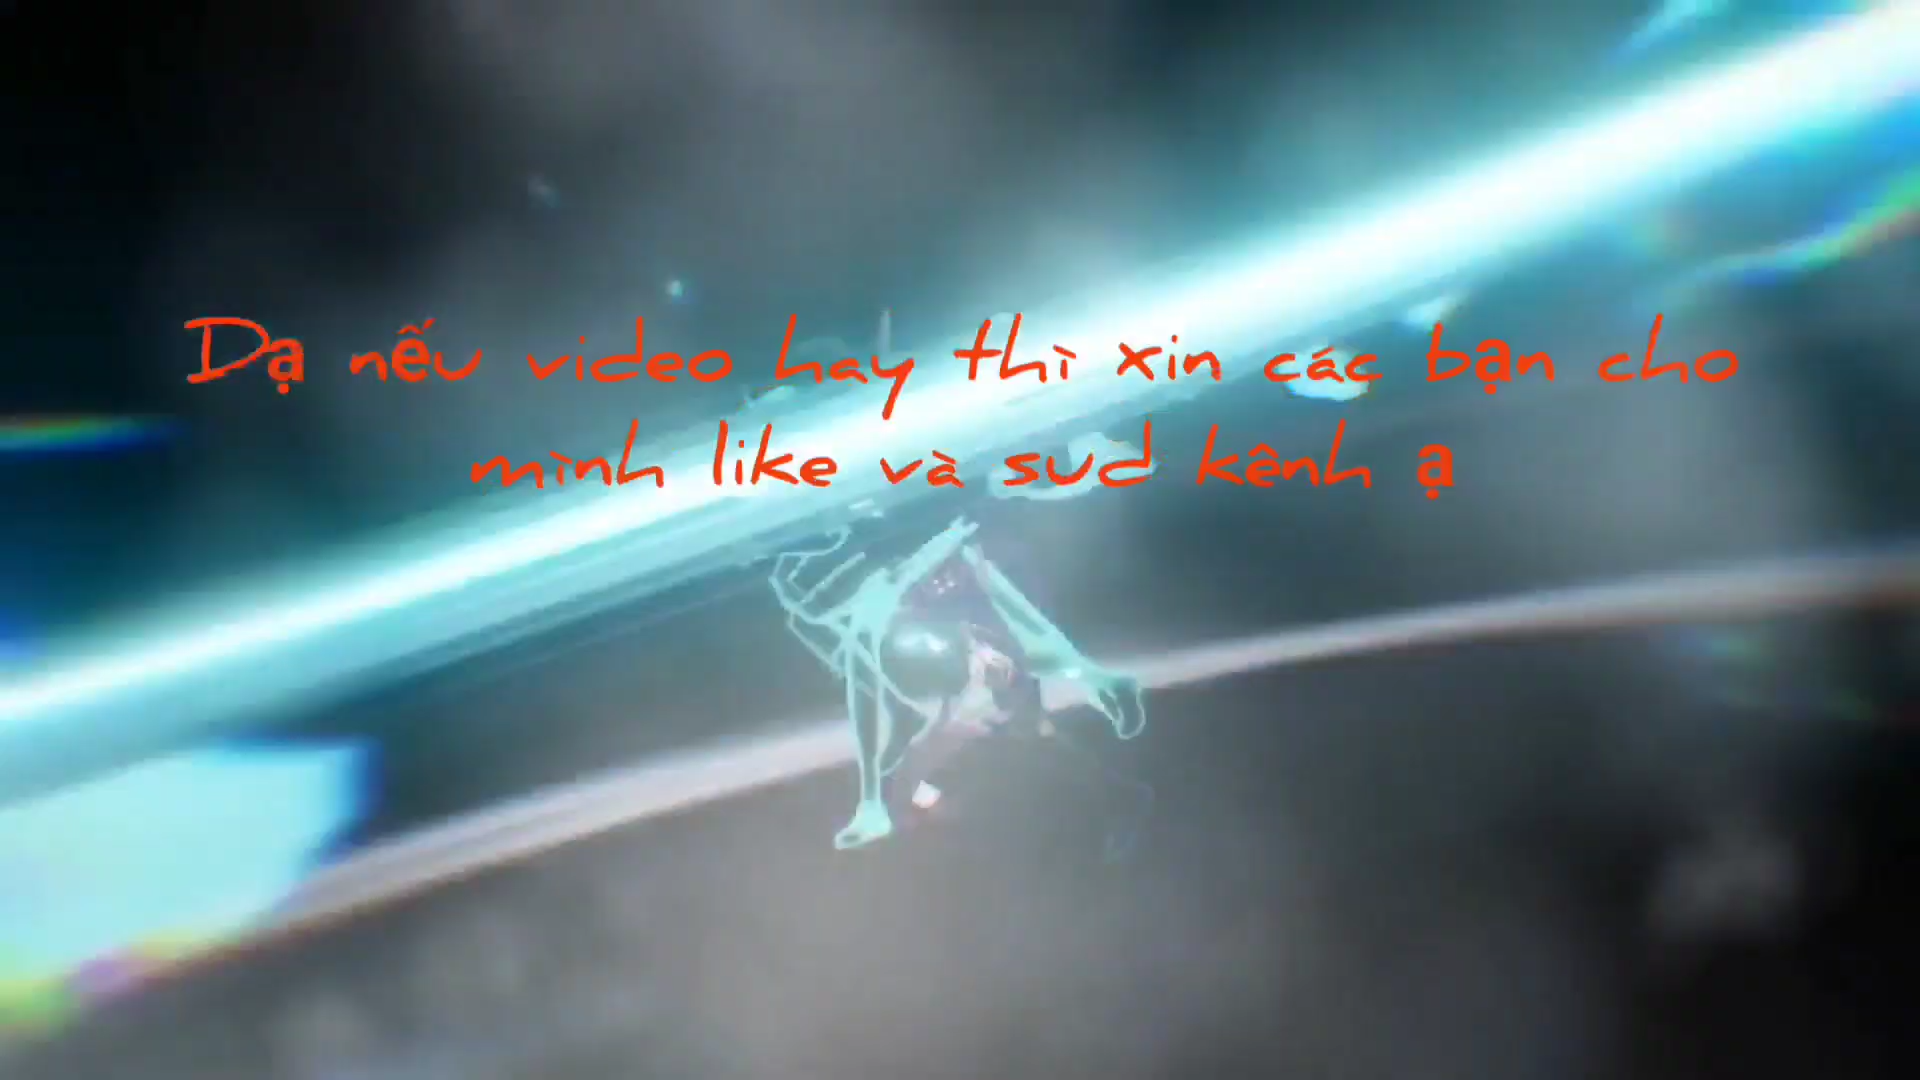 Dạ nếu video hay thì xin các bạn cho
mình like và sud kênh ạ